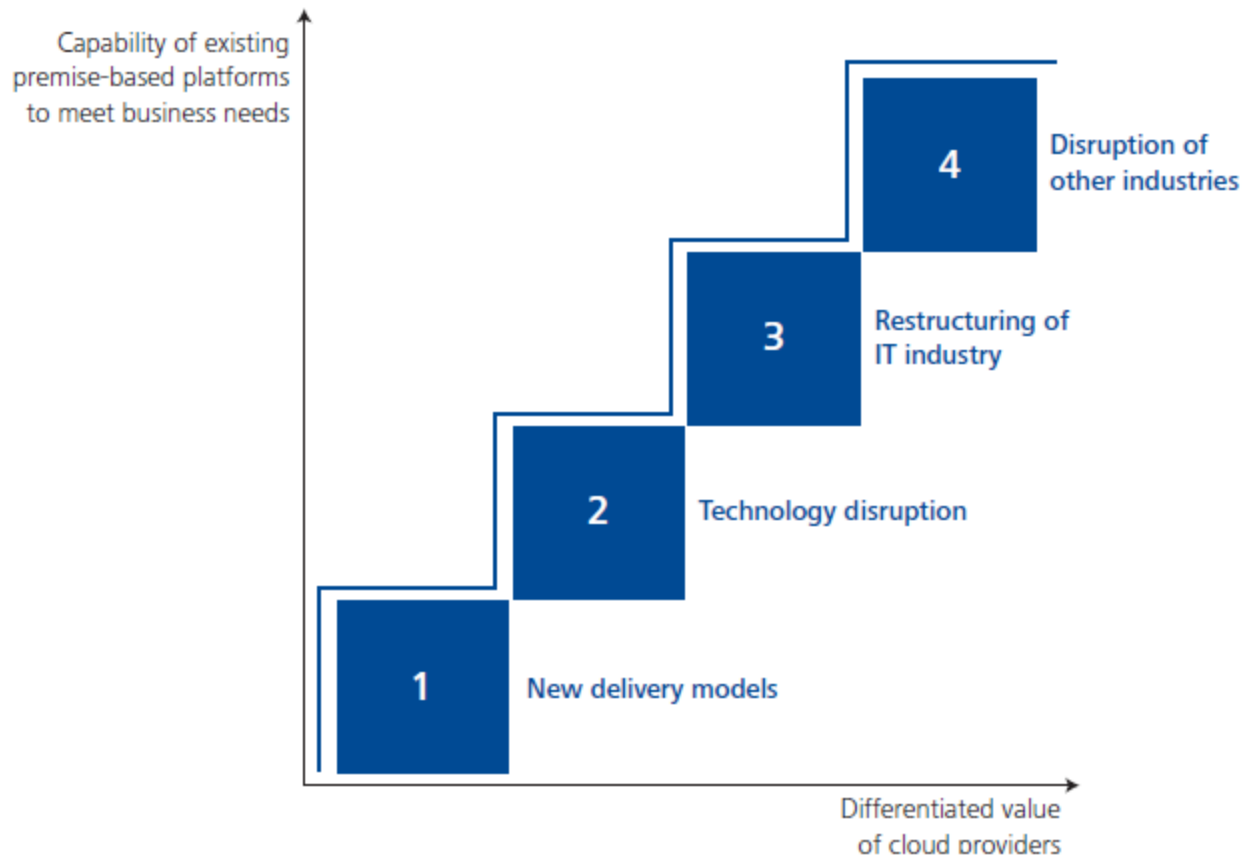 Capability of existing
premise-based platforms
to meet business needs
4
Disruption of
other industries
3
Restructuring of
IT industry
2
Technology disruption
1
New delivery models
Differentiated value
of cloud providers